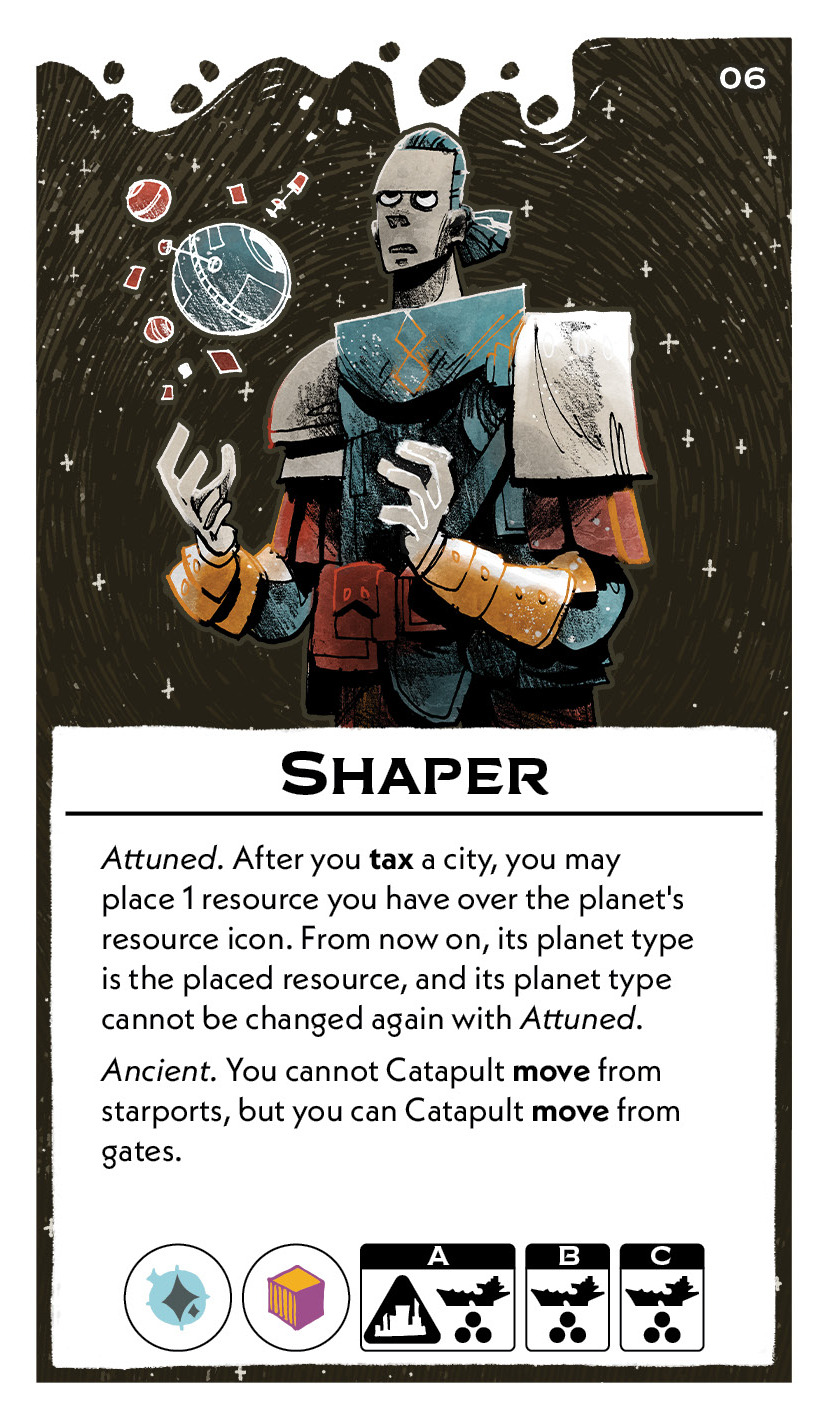 06
SHAPER
Attuned. After you tax a city, you may
place 1 resource you have over the planet's
resource icon. From now on, its planet type
is the placed resource, and its planet type
cannot be changed again with Attuned.
Ancient. You cannot Catapult move from
starports, but you can Catapult move from
gates.
A B C